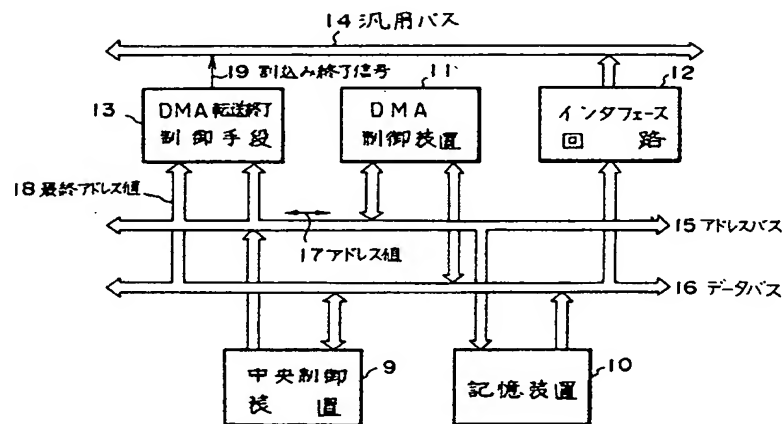 14 汎用バス
19 割込み終了信号
11
12
13
DMA転送終了
制御手段
DMA
制御装置
インタフェース
回路
18 最終アドレス値
15 アドレスバス
17 アドレス値
16 データバス
中央制御
装置
9
記憶装置
10